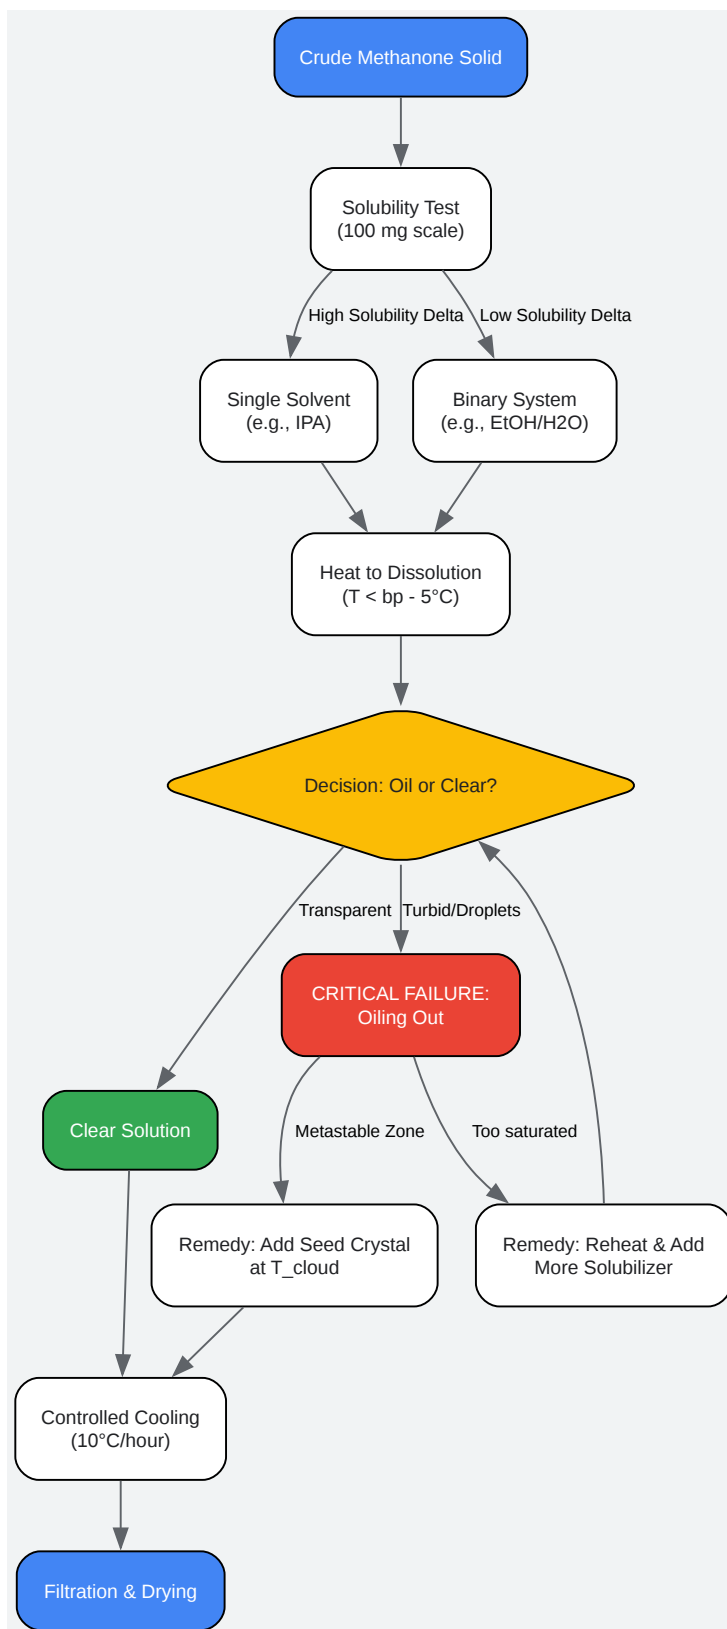 Crude Methanone Solid
Solubility Test
(100 mg scale)
High Solubility Delta
Low Solubility Delta
Single Solvent
(e.g., IPA)
Binary System
(e.g., EtOH/H2O)
Heat to Dissolution
(T < bp - 5°C)
Decision: Oil or Clear?
Transparent
Turbid/Droplets
CRITICAL FAILURE:
Oiling Out
Clear Solution
Metastable Zone
Too saturated
Remedy: Add Seed Crystal
at T_cloud
Remedy: Reheat & Add
More Solubilizer
Controlled Cooling
(10°C/hour)
Filtration & Drying